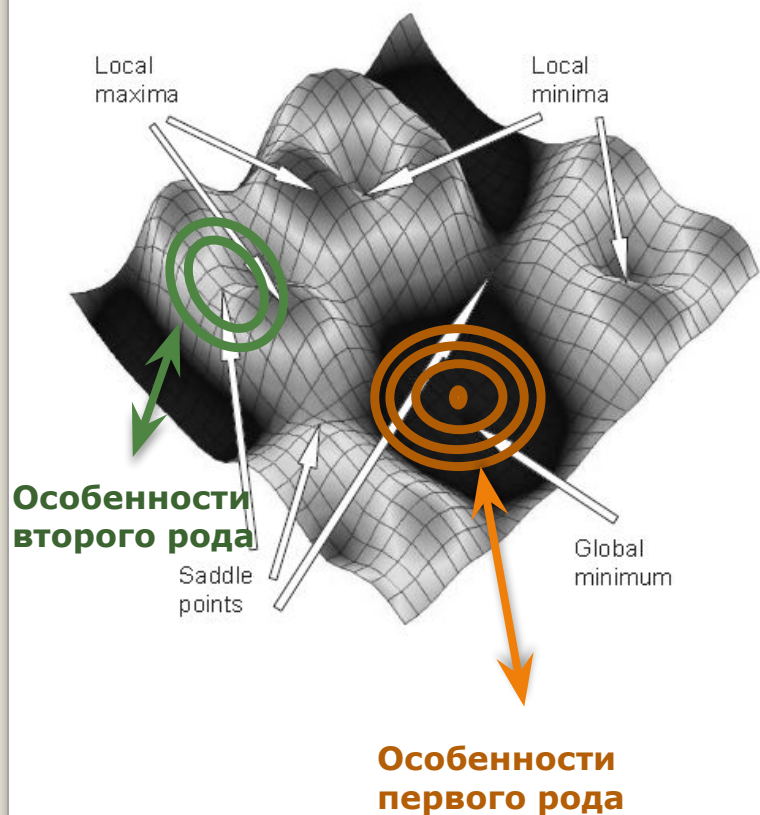 Local
maxima
Local
minima
Особенности
второго рода
Saddle
points
Global
minimum
Особенности
первого рода